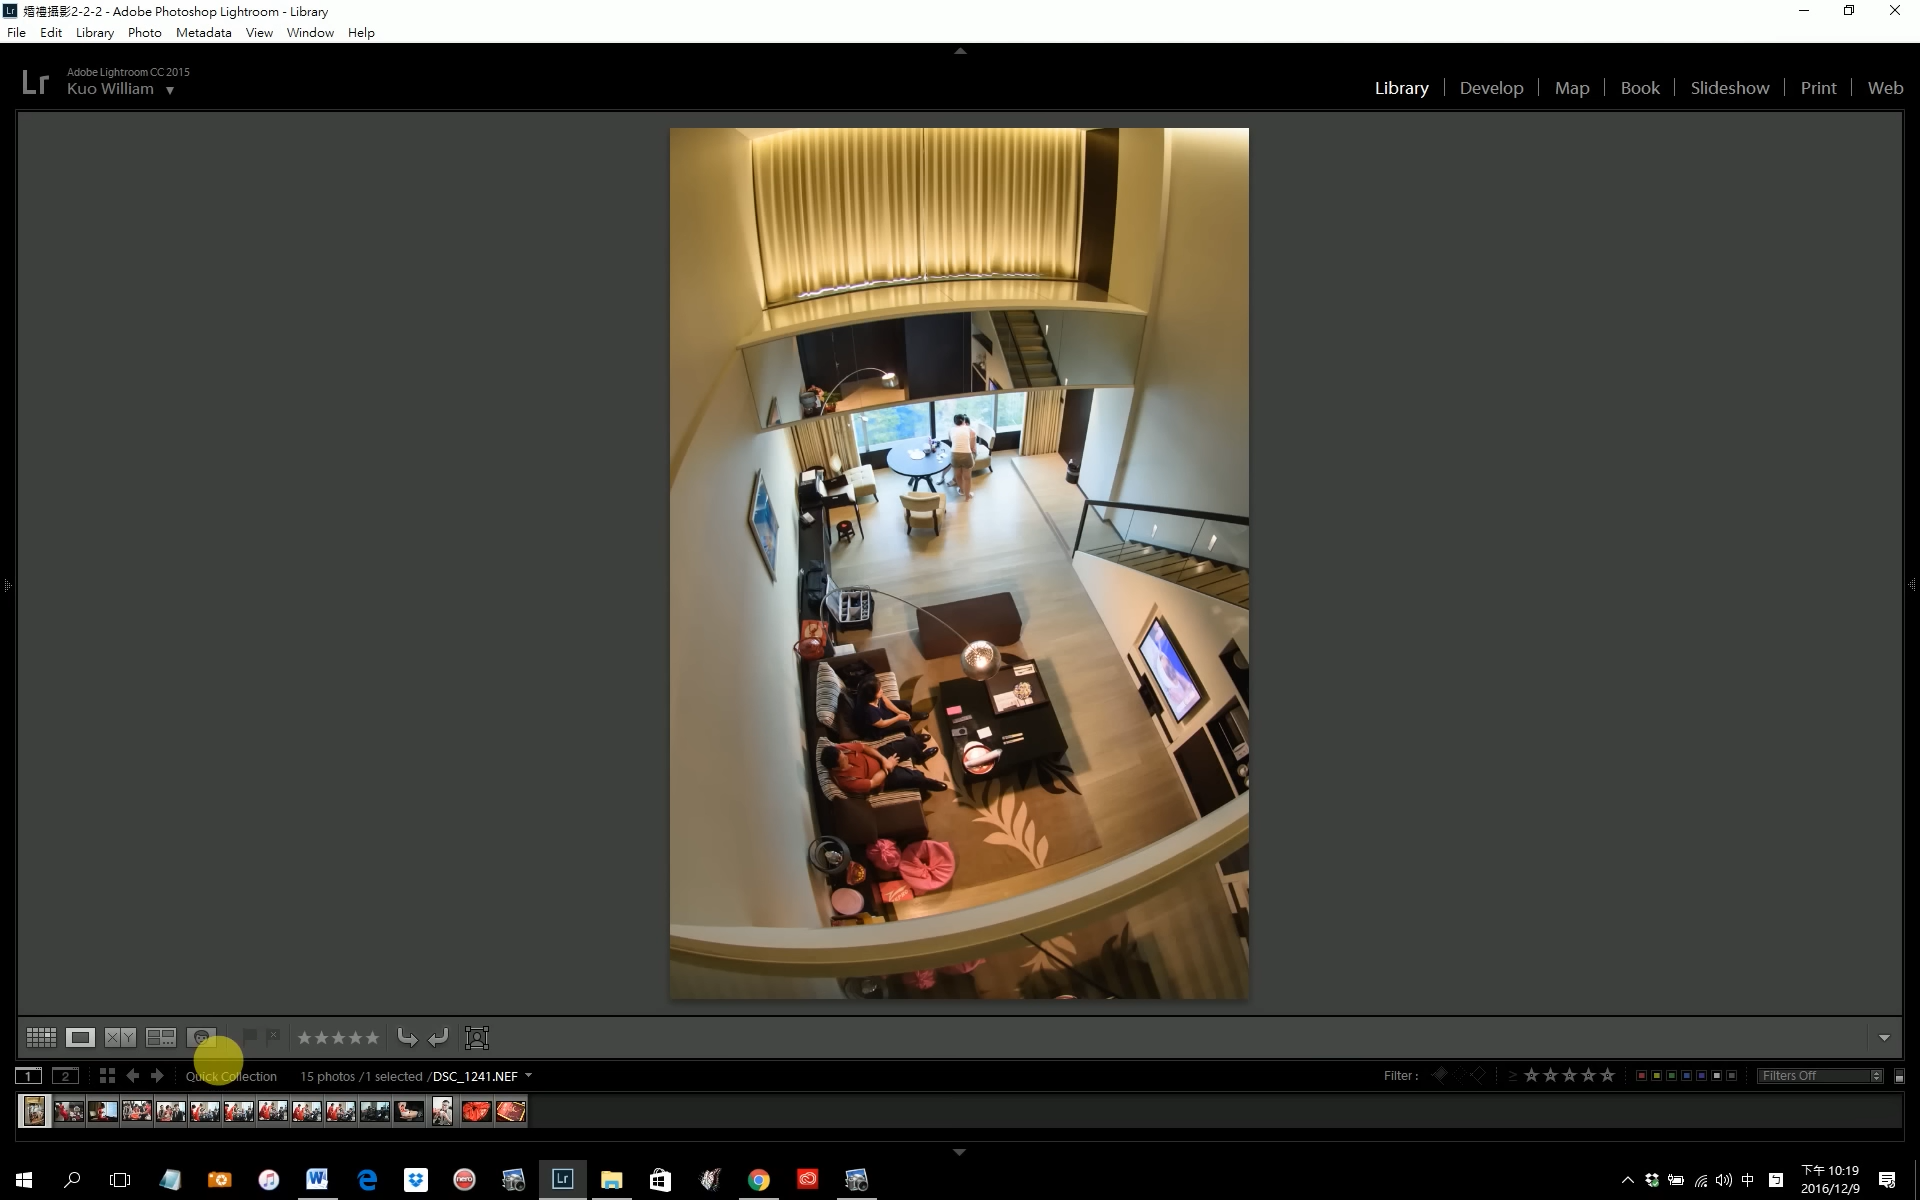 婚禮攝影2-2-2 - Adobe Photoshop Lightroom - Library
File Edit Library Photo Metadata View Window Help
Lr
Adobe Lightroom CC 2015
Kuo William
Library Develop Map Book Slideshow Print Web
XY
1 2 Quick Collection 15 photos /1 selected /DSC_1241.NEF Filter : Filters Off
中
下午 10:19
2016/12/9